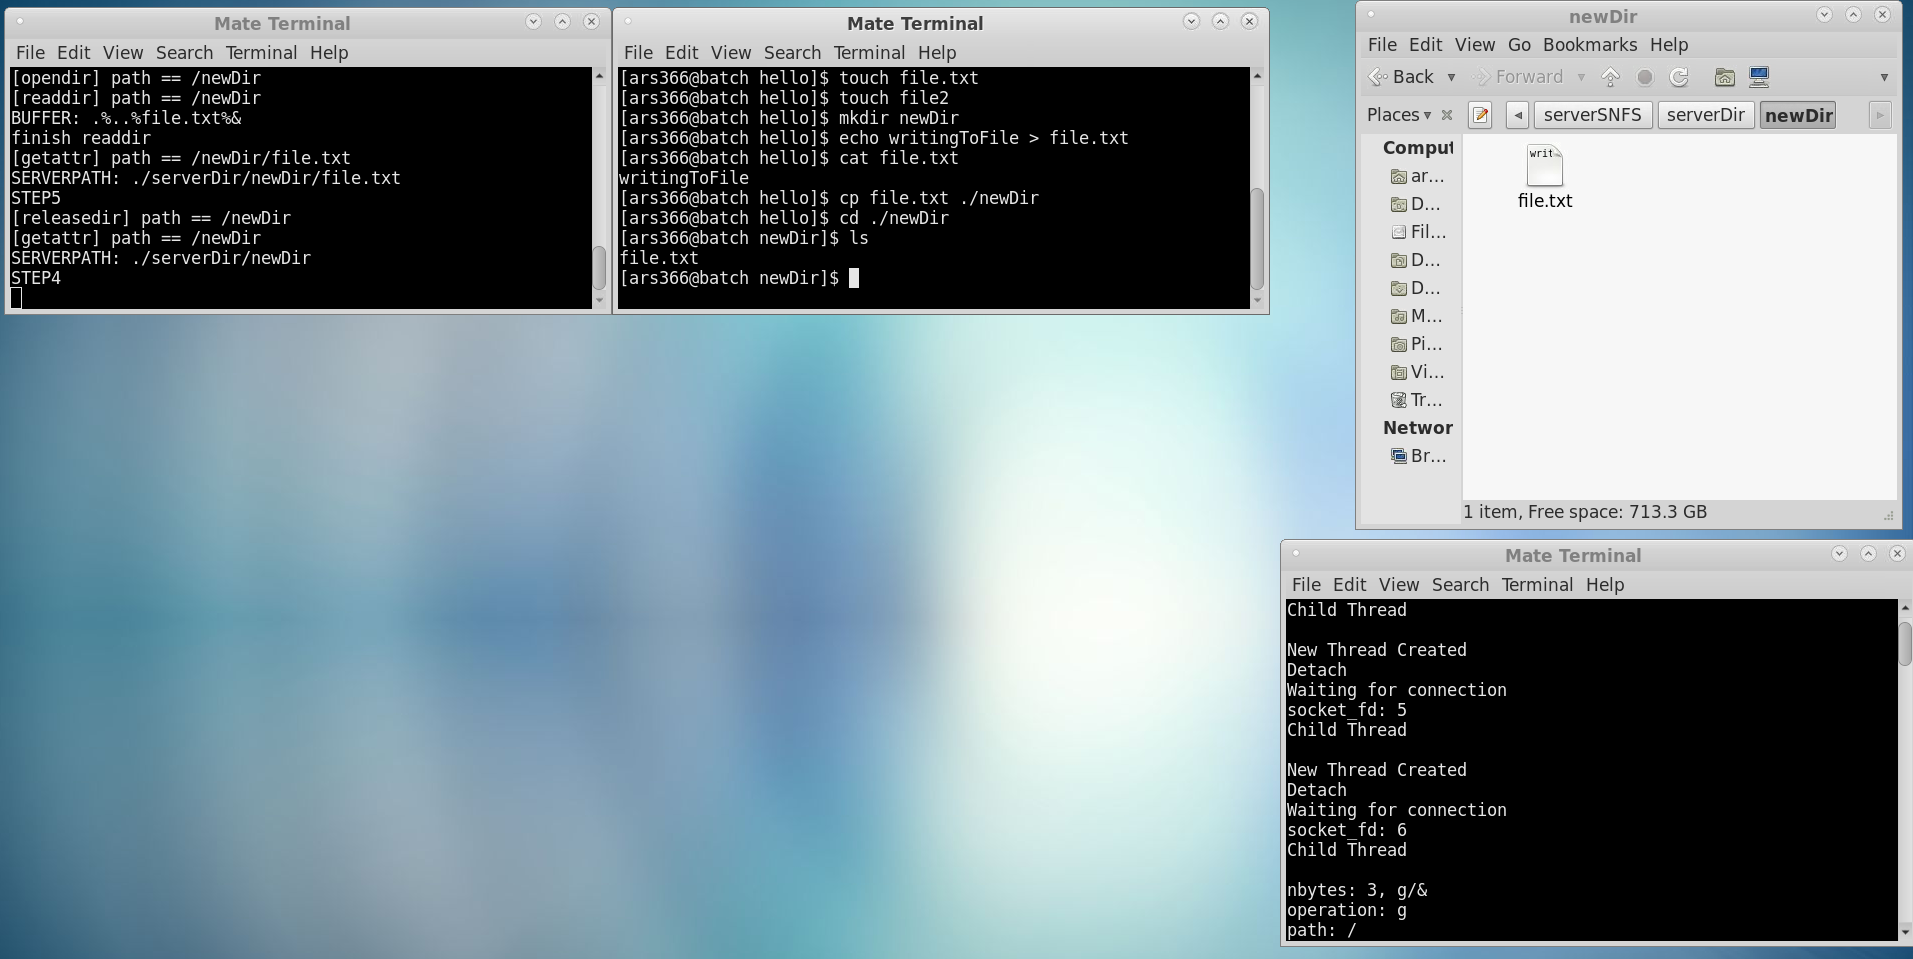 Mate Terminal
File Edit View Search Terminal Help
[opendir] path == /newDir
[readdir] path == /newDir
BUFFER: .%..%file.txt%&
finish readdir
[getattr] path == /newDir/file.txt
SERVERPATH: ./serverDir/newDir/file.txt
STEP5
[releasedir] path == /newDir
[getattr] path == /newDir
SERVERPATH: ./serverDir/newDir
STEP4
Mate Terminal
File Edit View Search Terminal Help
[ars366@batch hello]$ touch file.txt
[ars366@batch hello]$ touch file2
[ars366@batch hello]$ mkdir newDir
[ars366@batch hello]$ echo writingToFile > file.txt
[ars366@batch hello]$ cat file.txt
writingToFile
[ars366@batch hello]$ cp file.txt ./newDir
[ars366@batch hello]$ cd ./newDir
[ars366@batch newDir]$ ls
file.txt
[ars366@batch newDir]$
newDir
File Edit View Go Bookmarks Help
Back Forward
Places serverSNFS serverDir newDir
Comput
ar...
D...
Fil...
D...
D...
M...
Pi...
Vi...
Tr...
Networ
Br...
writ
file.txt
1 item, Free space: 713.3 GB
Mate Terminal
File Edit View Search Terminal Help
Child Thread
New Thread Created
Detach
Waiting for connection
socket_fd: 5
Child Thread
New Thread Created
Detach
Waiting for connection
socket_fd: 6
Child Thread
nbytes: 3, g/&
operation: g
path: /